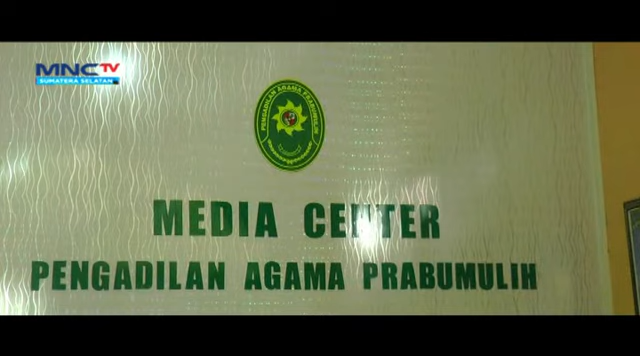 MNCTV
SUMATERA SELATAN
PENGADILAN AGAMA PRABUMULIH
MEDIA CENTER
PENGADILAN AGAMA PRABUMULIH